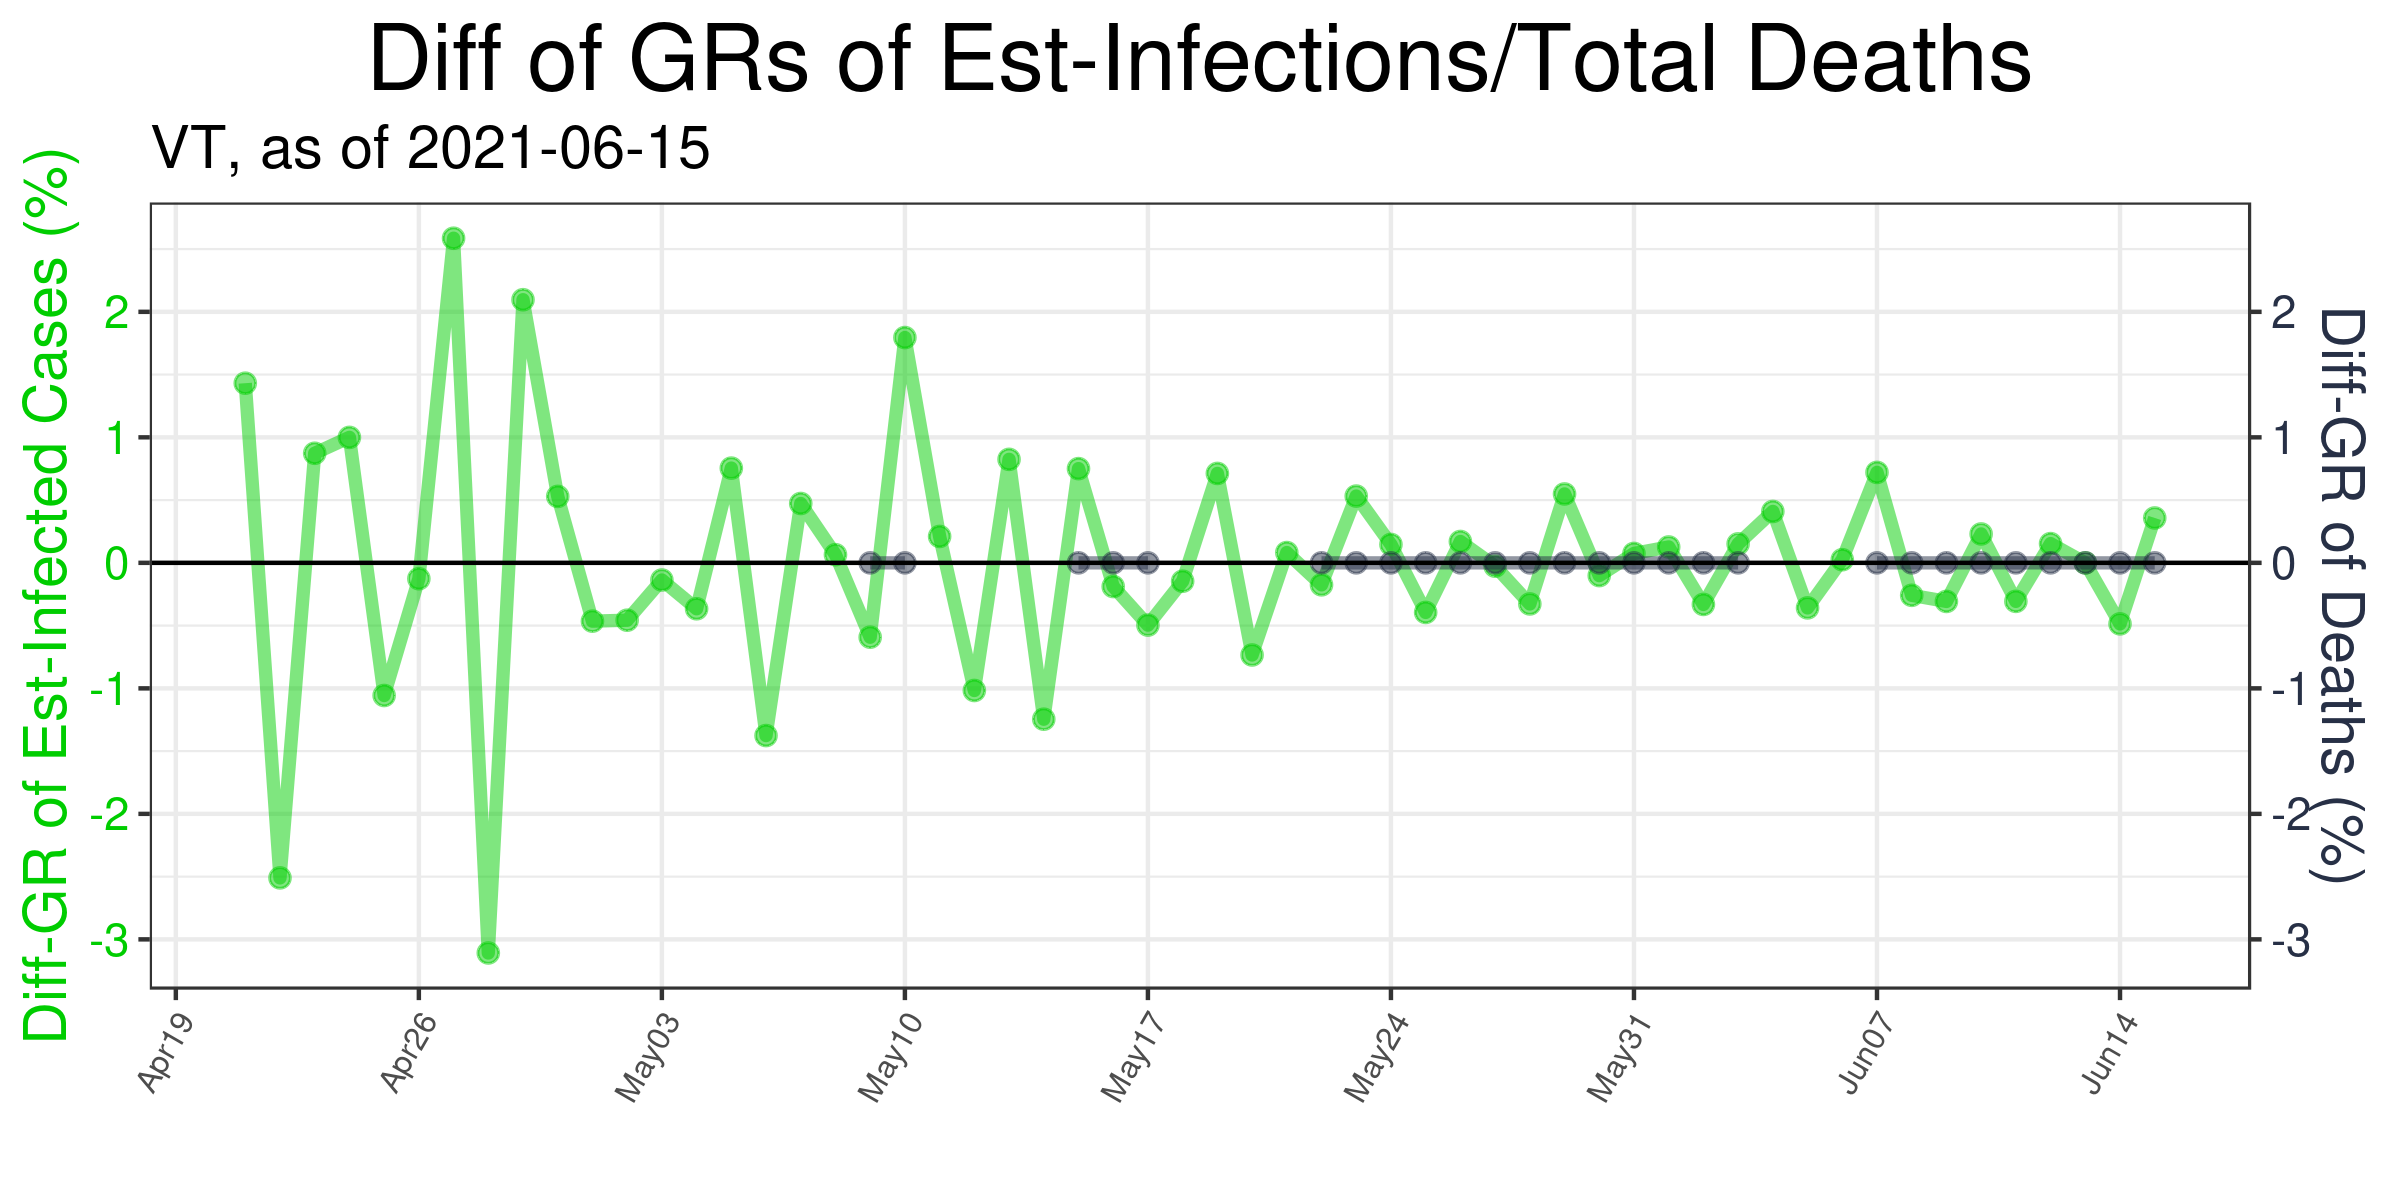 Diff of GRs of Est-Infections/Total Deaths
VT, as of 2021-06-15
Diff-GR of Est-Infected Cases (%)
2
1
0
-1
-2
-3
2
1
0
-1
-2
-3
Diff-GR of Deaths (%)
Apr19
Apr26
May03
May10
May17
May24
May31
Jun07
Jun14